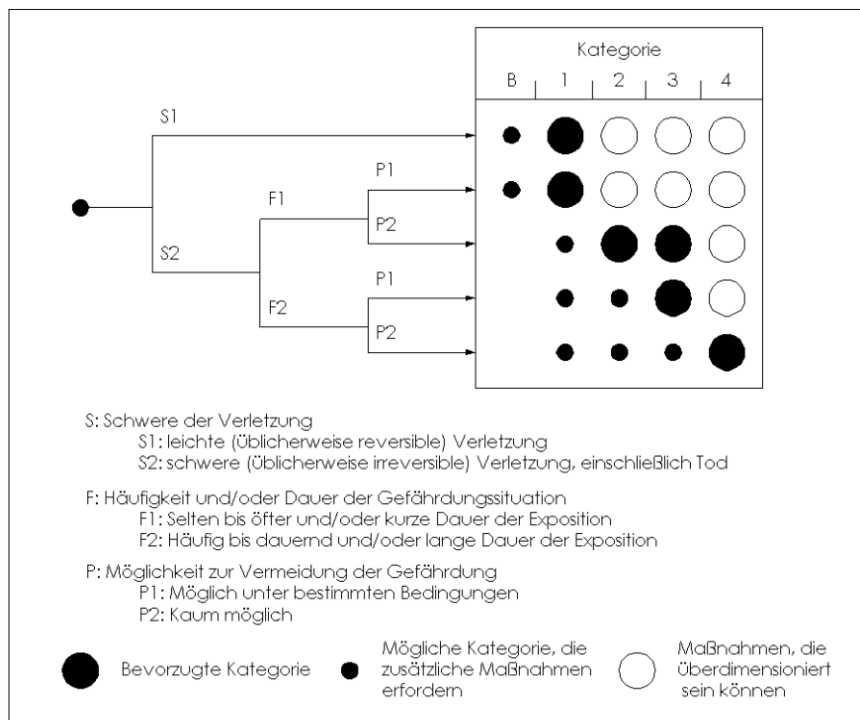 Kategorie
B 1 2 3 4
S1
P1
F1
P2
S2
P1
F2
P2
S: Schwere der Verletzung
S1: leichte (üblicherweise reversible) Verletzung
S2: schwere (üblicherweise irreversible) Verletzung, einschließlich Tod
F: Häufigkeit und/oder Dauer der Gefährdungssituation
F1: Selten bis öfter und/oder kurze Dauer der Exposition
F2: Häufig bis dauernd und/oder lange Dauer der Exposition
P: Möglichkeit zur Vermeidung der Gefährdung
P1: Möglich unter bestimmten Bedingungen
P2: Kaum möglich
Bevorzugte Kategorie
Mögliche Kategorie, die
zusätzliche Maßnahmen
erfordern
Maßnahmen, die
überdimensioniert
sein können